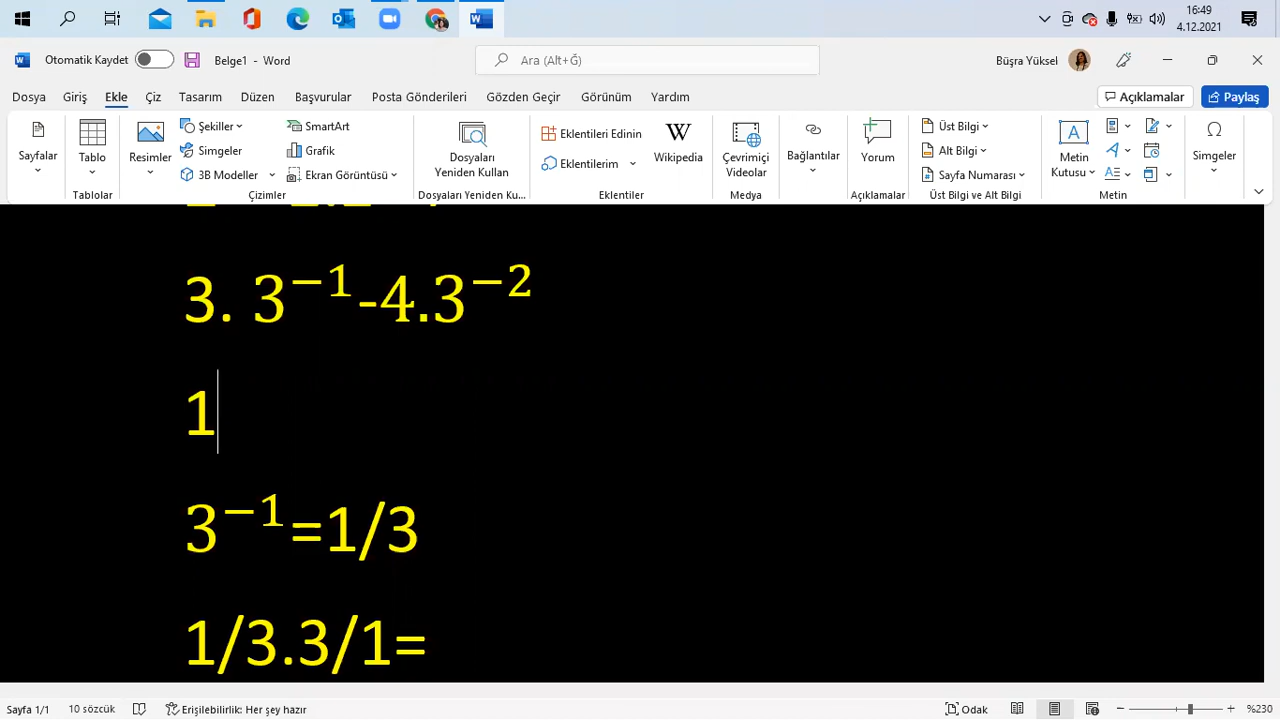 16:49
4.12.2021
Otomatik Kaydet Belge1 - Word Ara (Alt+Ğ) Büşra Yüksel
Dosya Giriş Ekle Çiz Tasarım Düzen Başvurular Posta Gönderileri Gözden Geçir Görünüm Yardım Açıklamalar Paylaş
Sayfalar
Tablo
Resimler
Şekiller
Simgeler
3B Modeller
SmartArt
Grafik
Ekran Görüntüsü
Dosyaları
Yeniden Kullan
Eklentileri Edinin
Eklentilerim
Wikipedia
Çevrimiçi
Videolar
Bağlantılar
Yorum
Üst Bilgi
Alt Bilgi
Sayfa Numarası
Metin
Kutusu
Simgeler
Tablolar Çizimler Dosyaları Yeniden Ku... Eklentiler Medya Açıklamalar Üst Bilgi ve Alt Bilgi Metin
3. 3⁻¹-4.3⁻²
1
3⁻¹=1/3
1/3.3/1=
Sayfa 1/1 10 sözcük Erişilebilirlik: Her şey hazır Odak %230